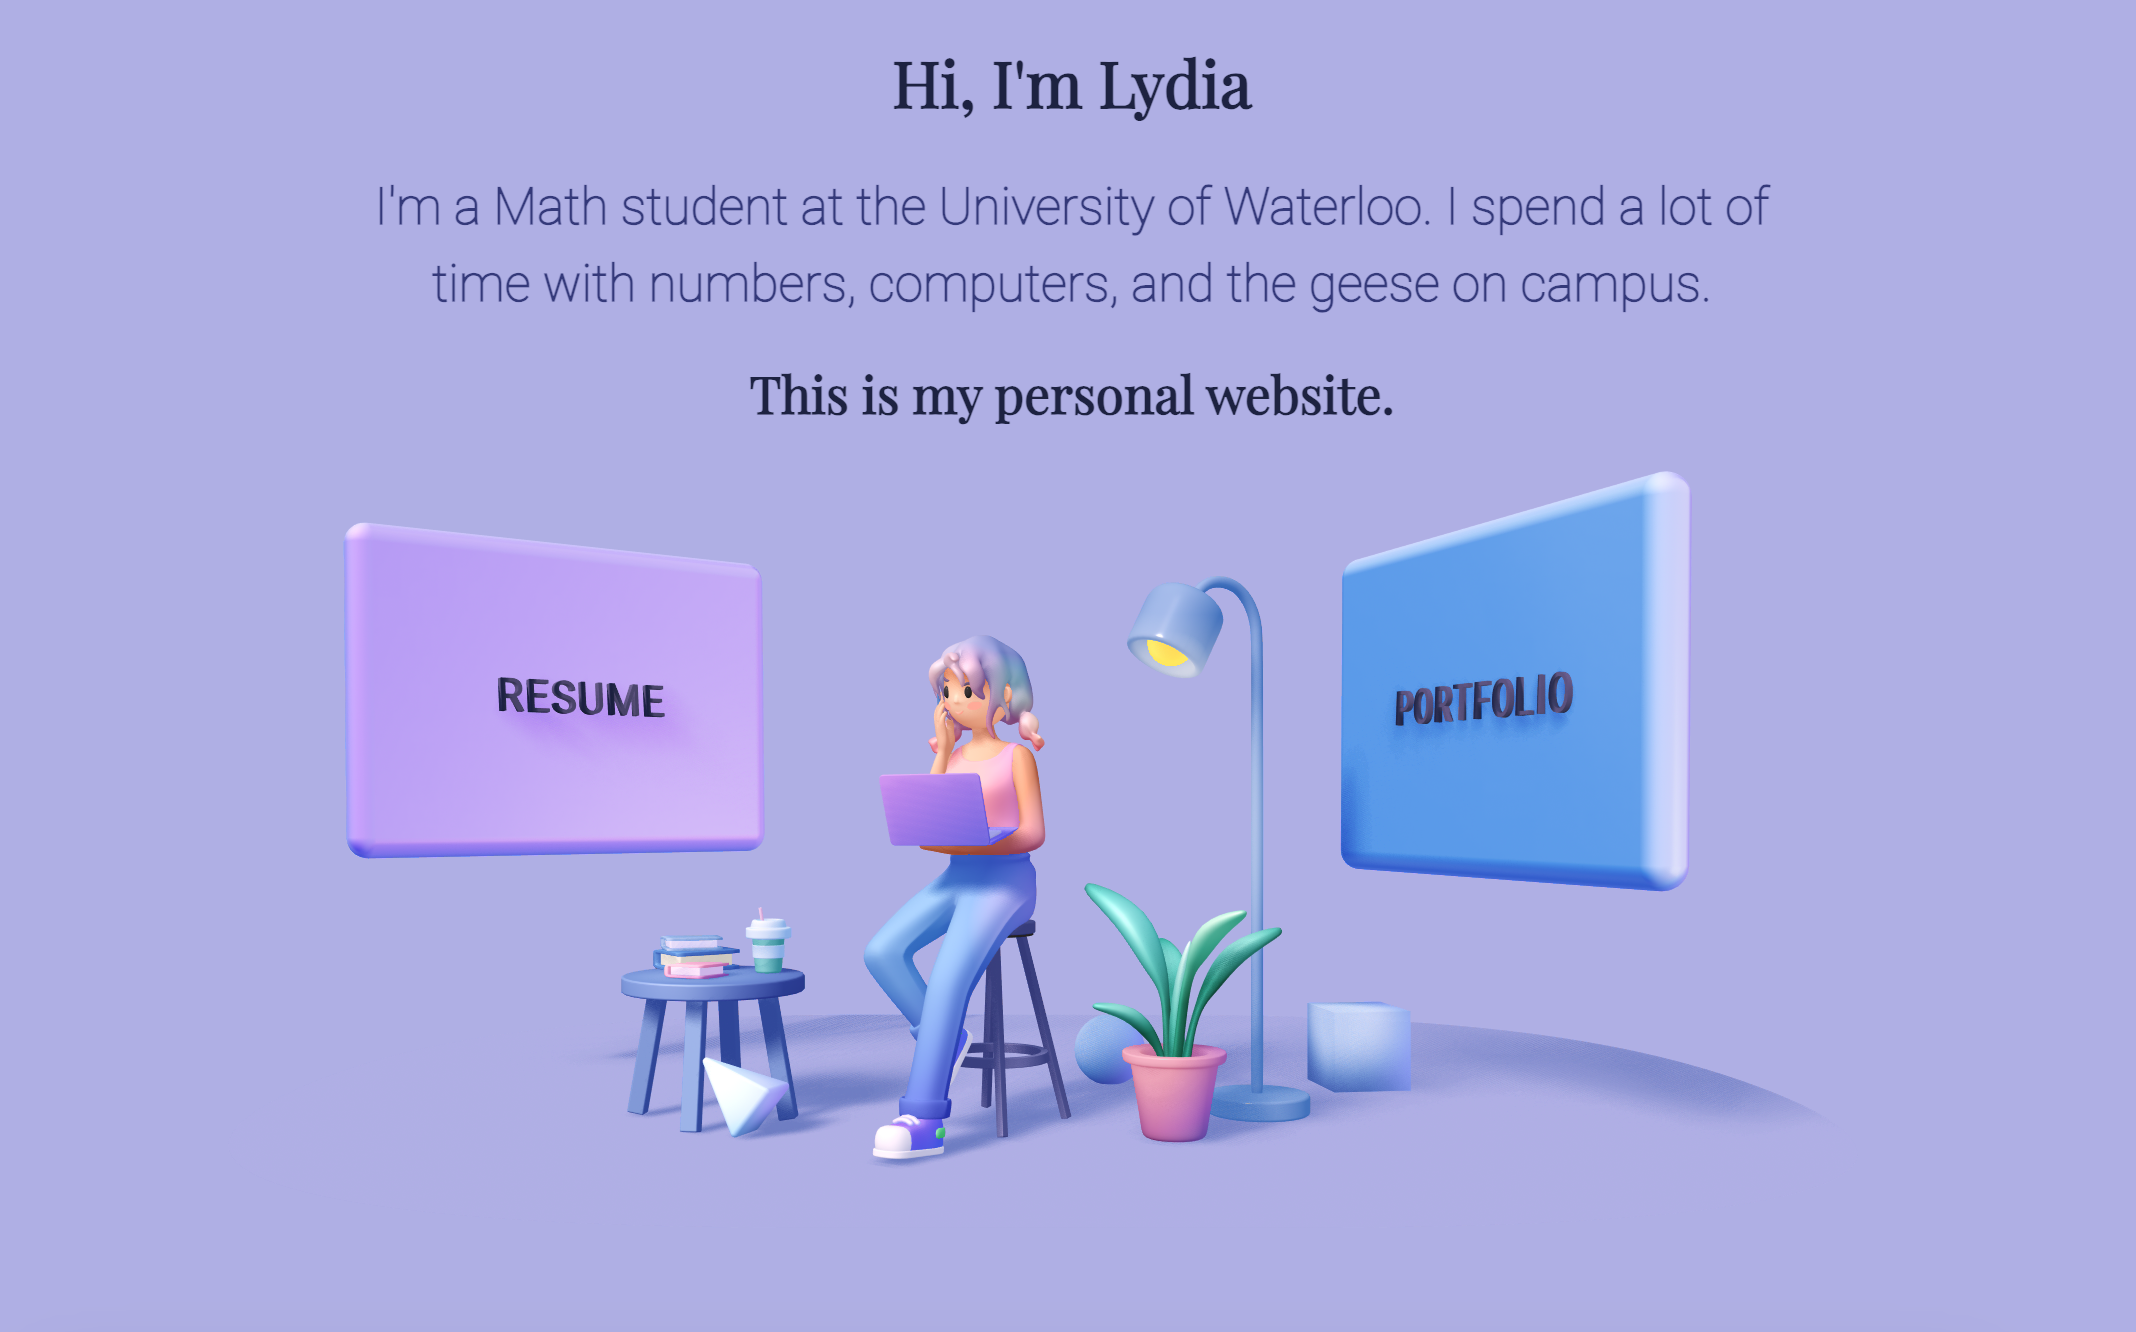 Hi, I'm Lydia
I'm a Math student at the University of Waterloo. I spend a lot of
time with numbers, computers, and the geese on campus.
This is my personal website.
RESUME
PORTFOLIO